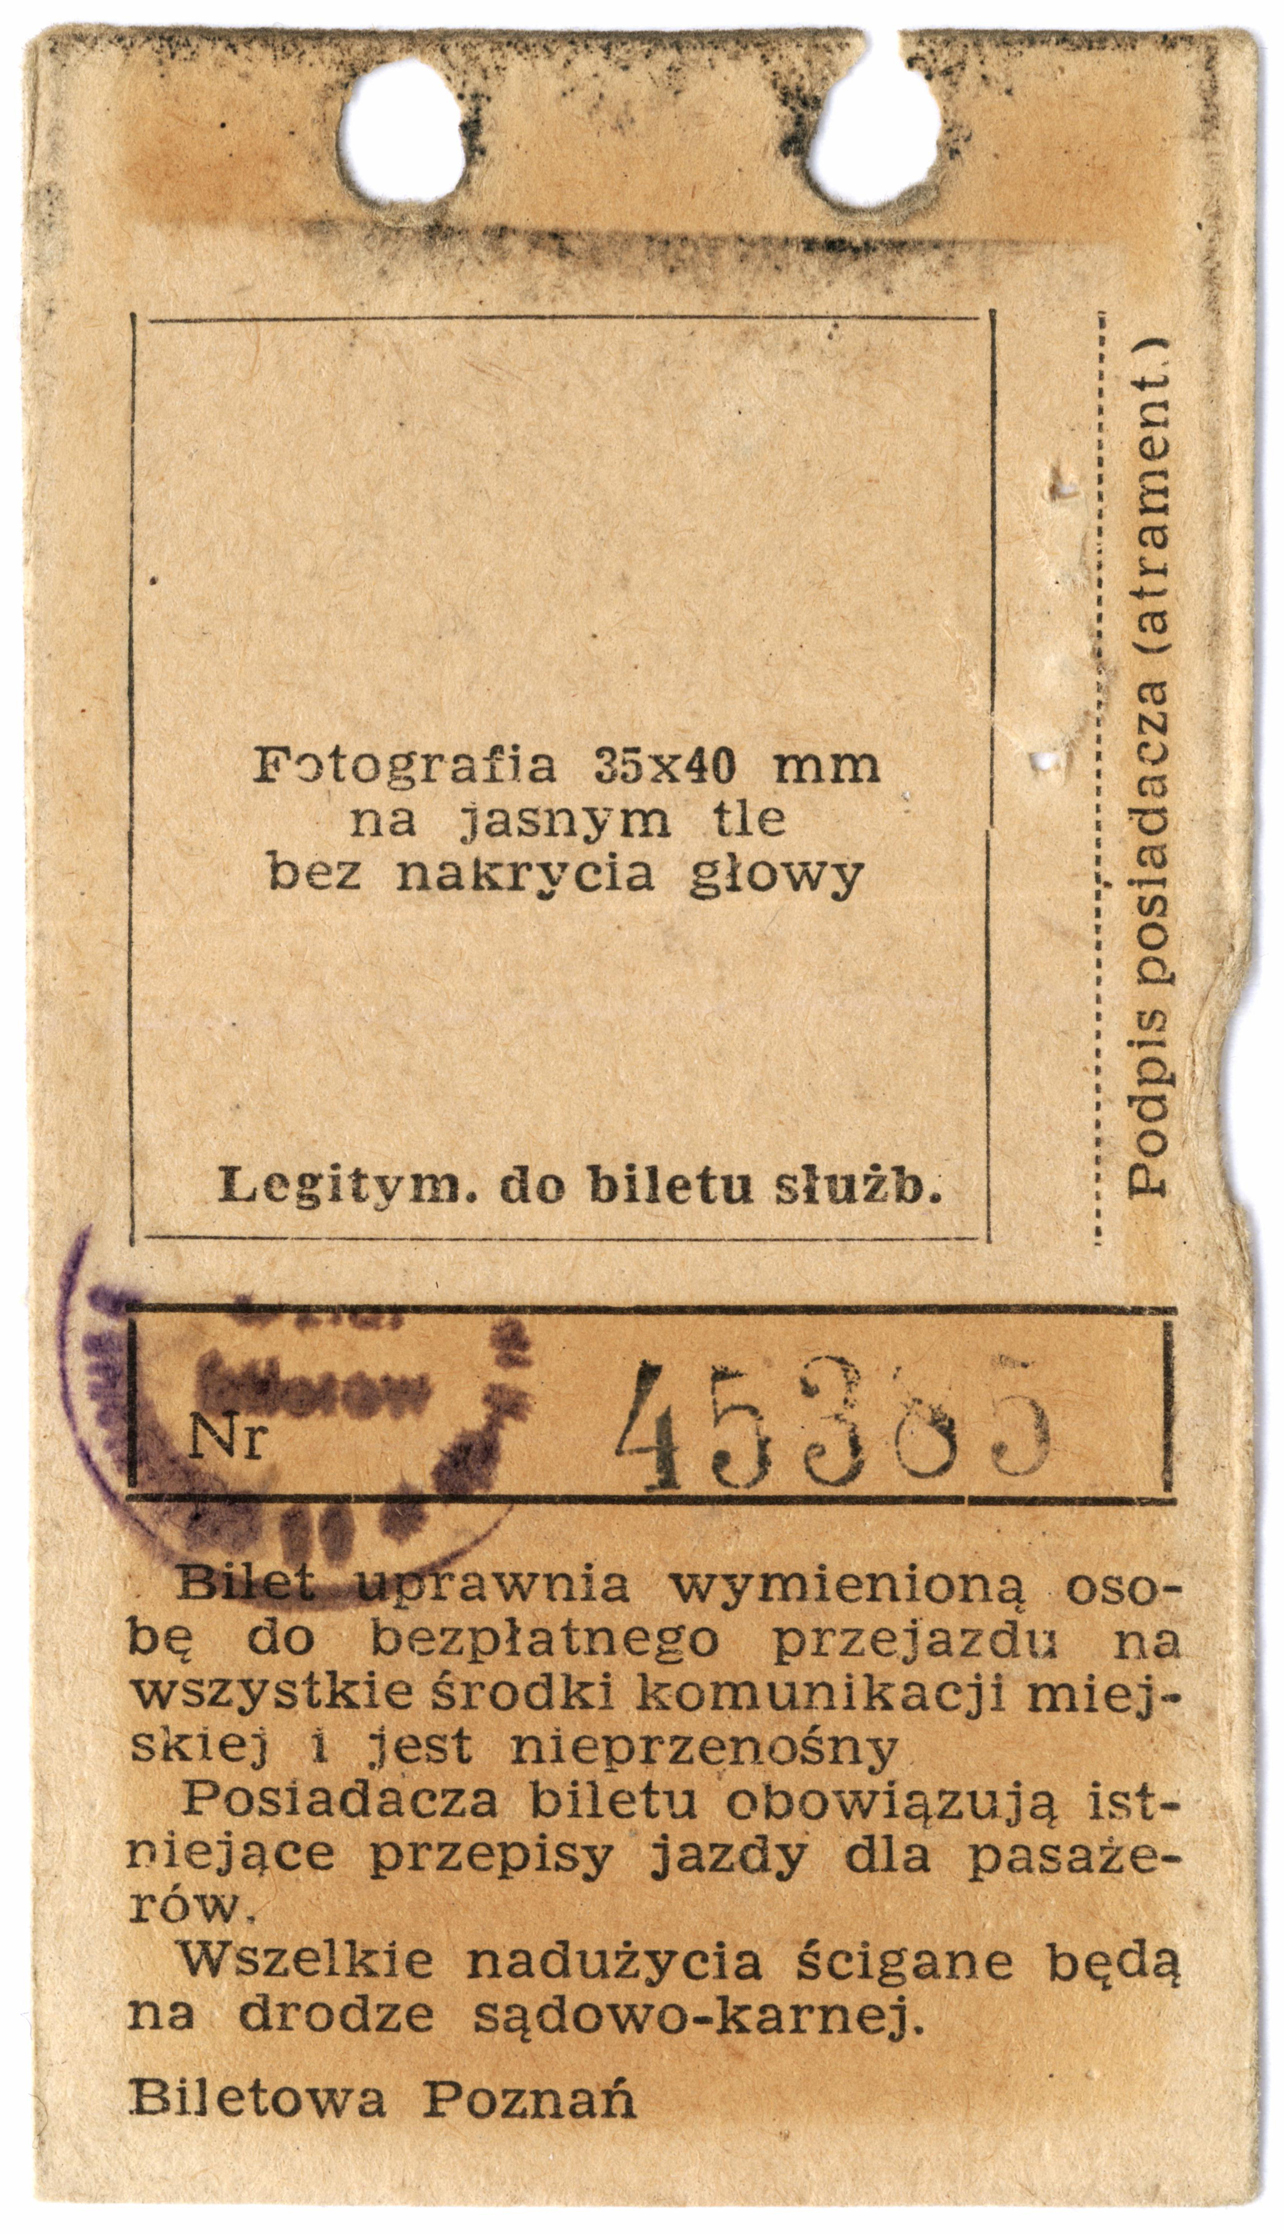 Fotografia 35x40 mm
na jasnym tle
bez nakrycia głowy
Legitym. do biletu służb.
Podpis posiadacza (atrament.)
Nr 45385
Bilet uprawnia wymienioną oso-
bę do bezpłatnego przejazdu na
wszystkie środki komunikacji miej-
skiej i jest nieprzenośny
Posiadacza biletu obowiązują ist-
niejące przepisy jazdy dla pasaże-
rów.
Wszelkie nadużycia ścigane będą
na drodze sądowo-karnej.
Biletowa Poznań